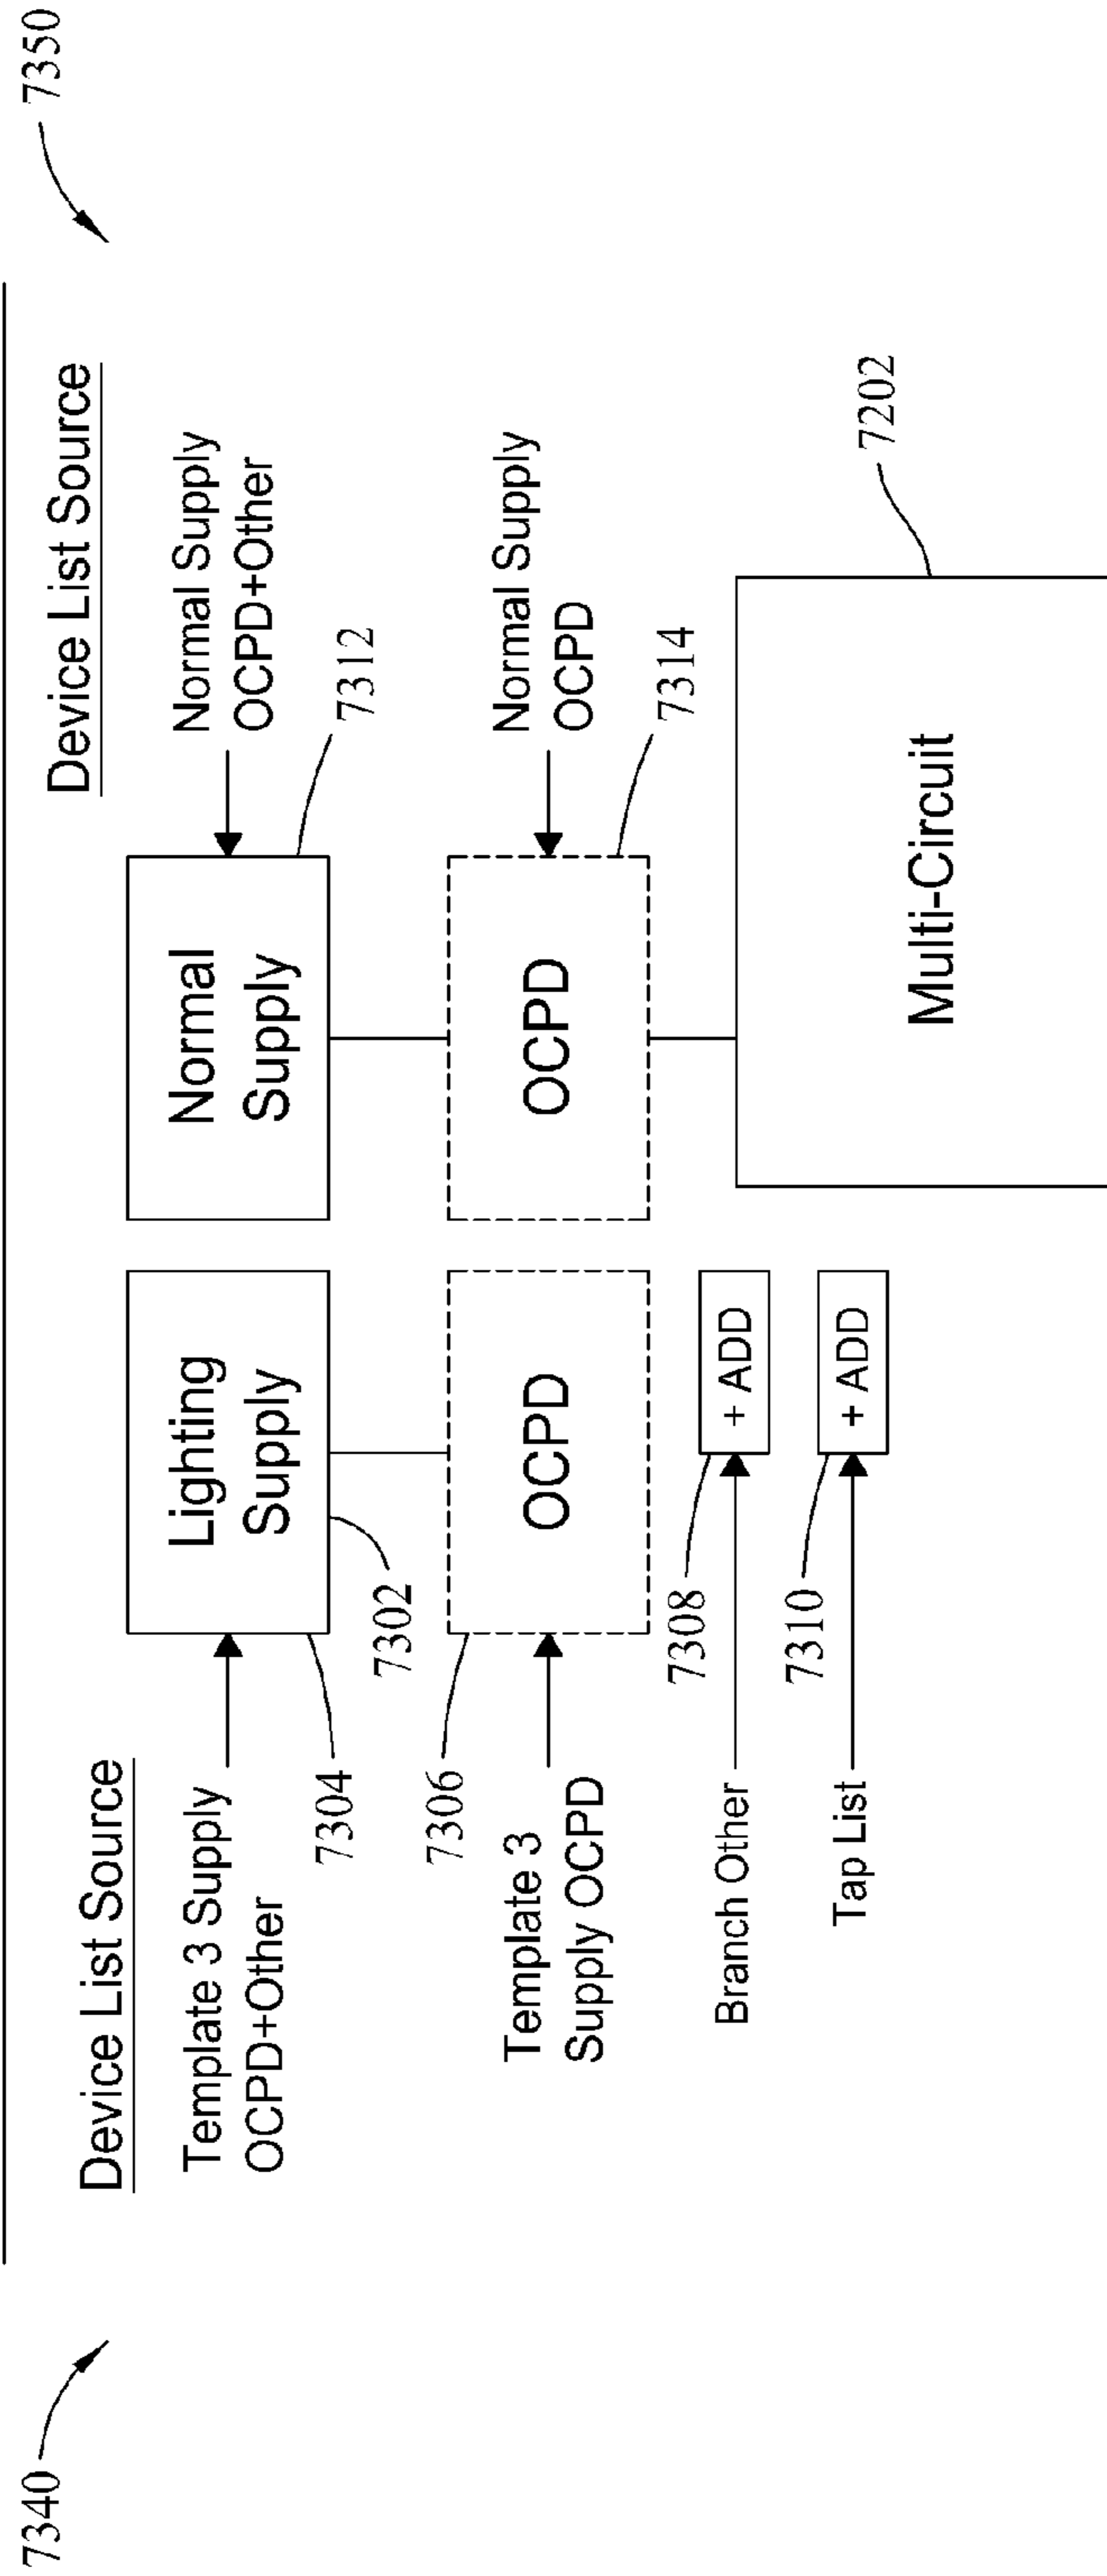 7340
7350
Device List Source
Device List Source
Template 3 Supply
OCPD+Other
Lighting
Supply
Normal
Supply
Normal Supply
OCPD+Other
7304
7302
7312
7306
Template 3
Supply OCPD
OCPD
OCPD
Normal Supply
OCPD
7314
7308
Branch Other
+ ADD
7310
Tap List
+ ADD
Multi-Circuit
7202